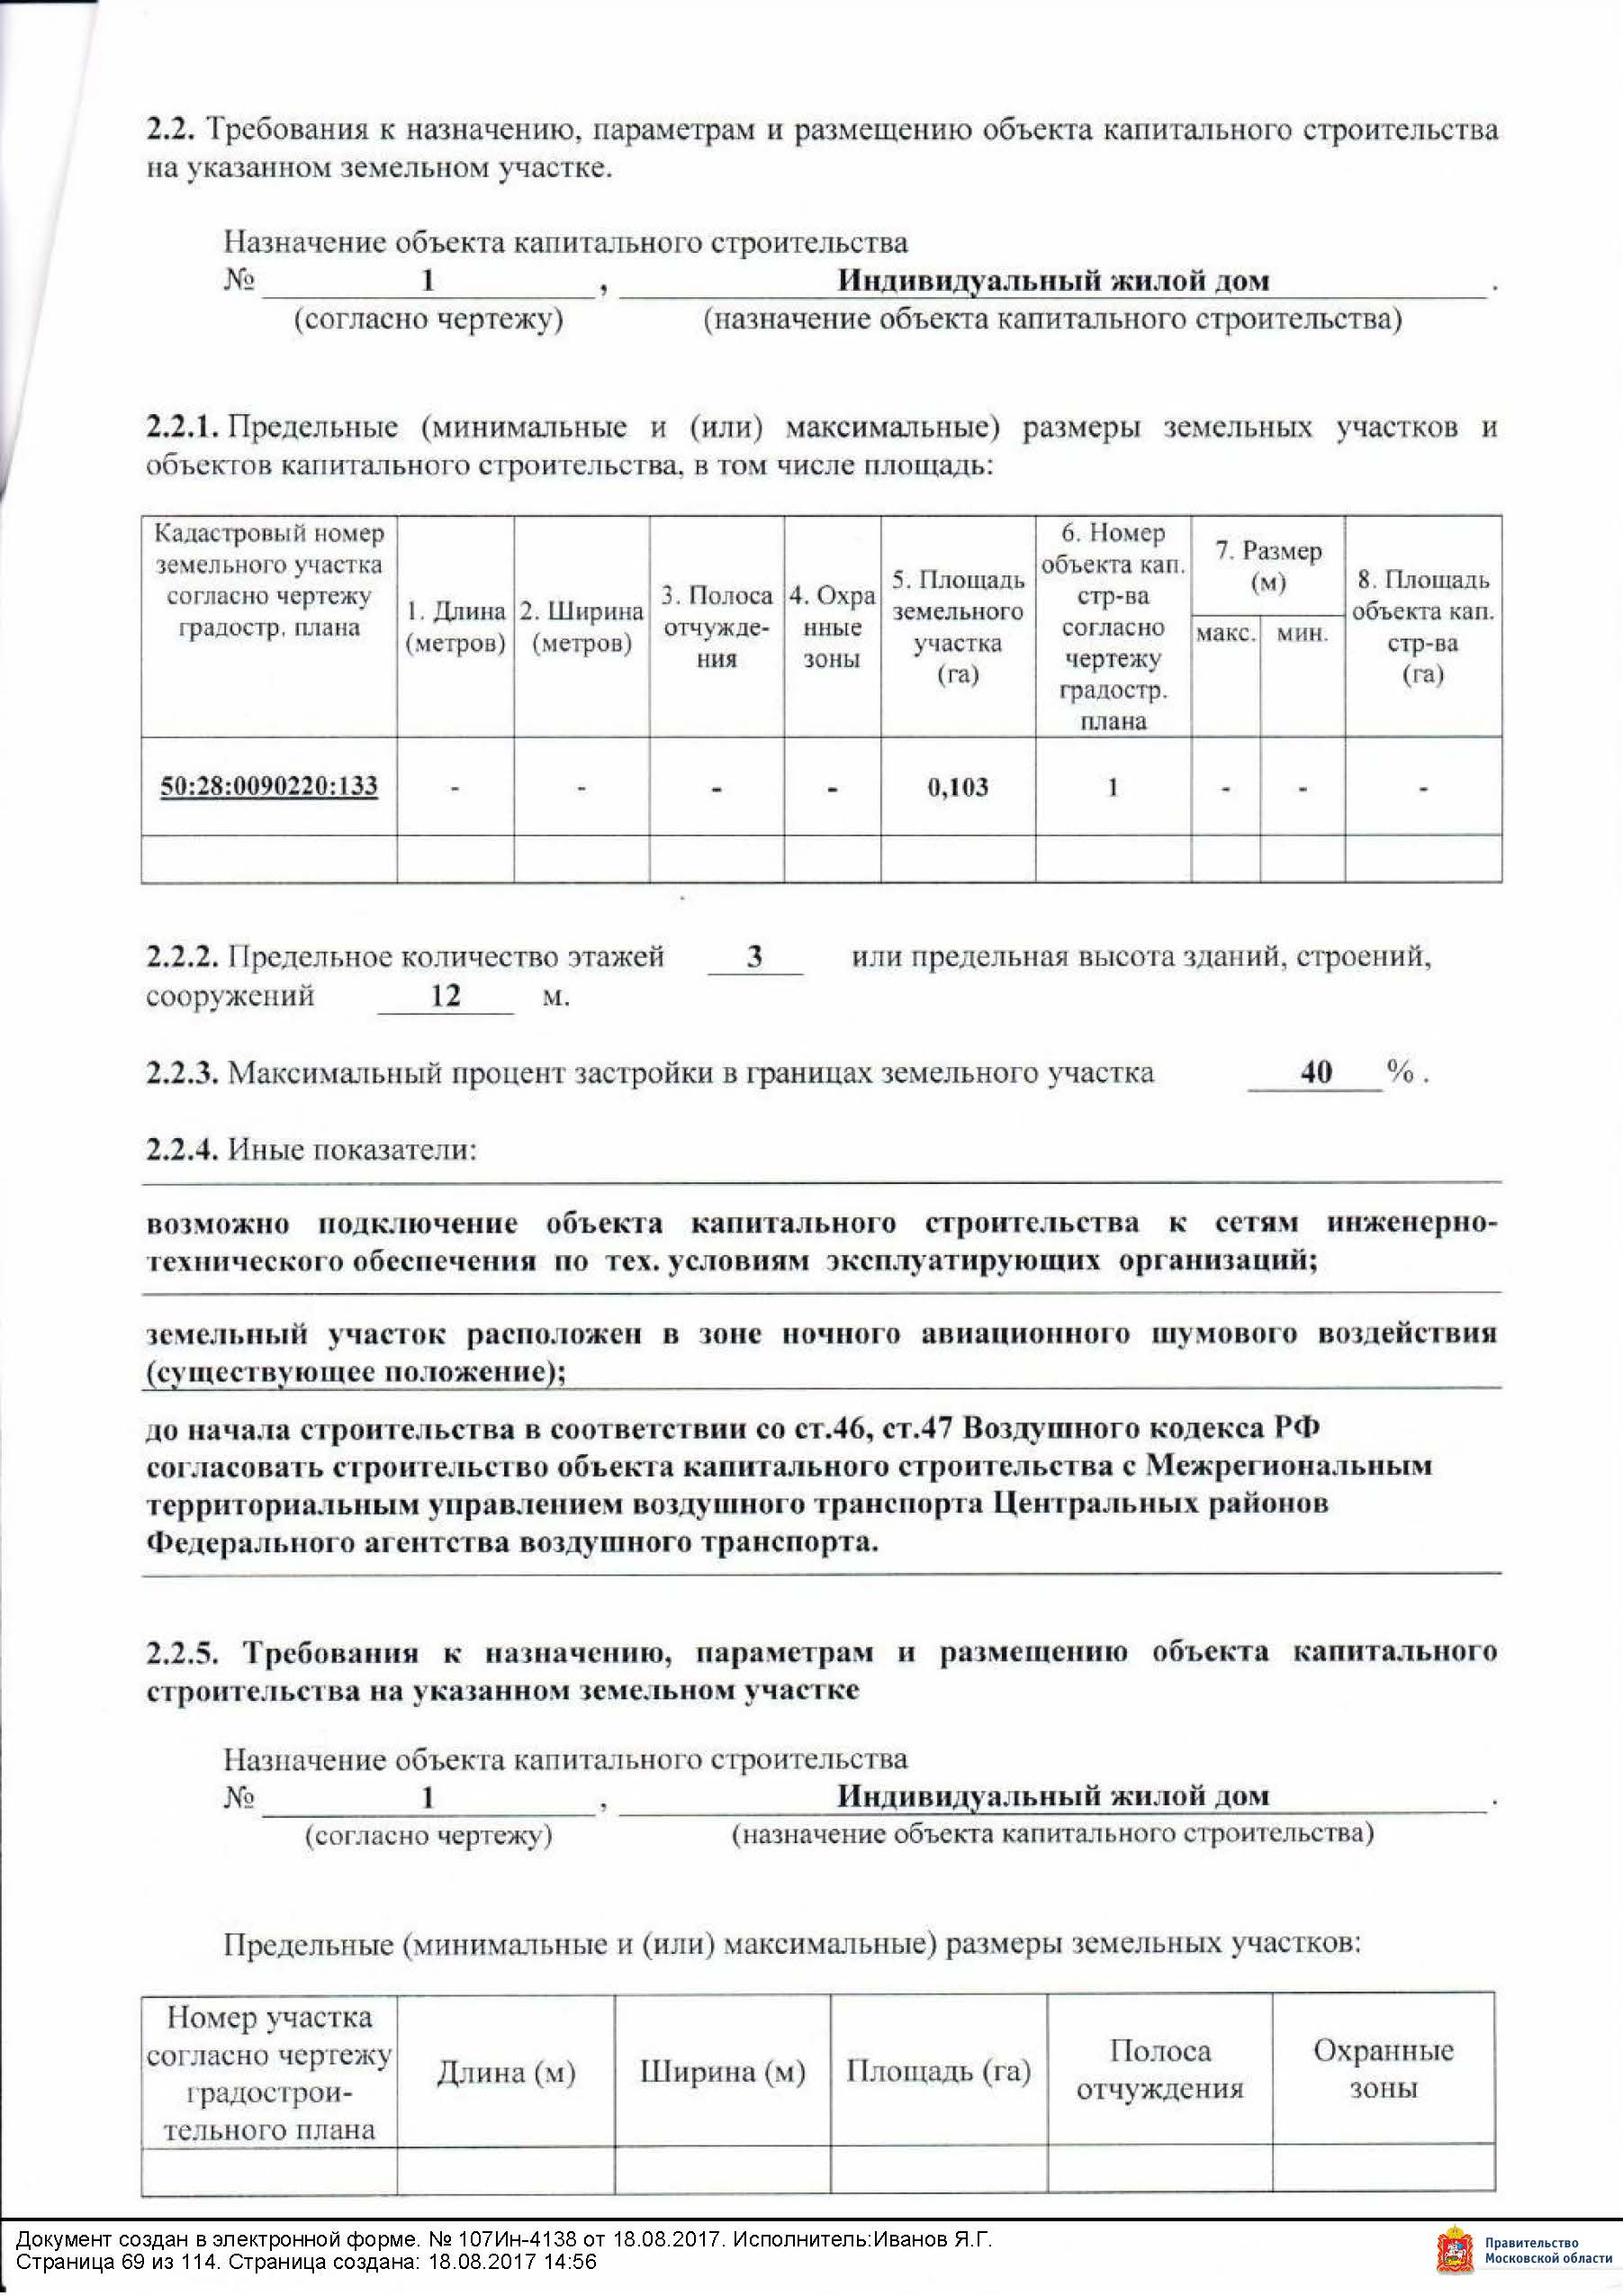 2.2. Требования к назначению, параметрам и размещению объекта капитального строительства
на указанном земельном участке.
Назначение объекта капитального строительства
№ 1 , Индивидуальный жилой дом .
(согласно чертежу) (назначение объекта капитального строительства)
2.2.1. Предельные (минимальные и (или) максимальные) размеры земельных участков и
объектов капитального строительства, в том числе площадь:
Кадастровый номер
земельного участка
согласно чертежу
градостр. плана
1. Длина
(метров)
2. Ширина
(метров)
3. Полоса
отчужде-
ния
4. Охра
нные
зоны
5. Площадь
земельного
участка
(га)
6. Номер
объекта кап.
стр-ва
согласно
чертежу
градостр.
плана
7. Размер
(м)
макс. мин.
8. Площадь
объекта кап.
стр-ва
(га)
50:28:0090220:133 - - - - 0,103 1 - - -
2.2.2. Предельное количество этажей 3 или предельная высота зданий, строений,
сооружений 12 м.
2.2.3. Максимальный процент застройки в границах земельного участка 40 % .
2.2.4. Иные показатели:
возможно подключение объекта капитального строительства к сетям инженерно-
технического обеспечения по тех. условиям эксплуатирующих организаций;
земельный участок расположен в зоне ночного авиационного шумового воздействия
(существующее положение);
до начала строительства в соответствии со ст.46, ст.47 Воздушного кодекса РФ
согласовать строительство объекта капитального строительства с Межрегиональным
территориальным управлением воздушного транспорта Центральных районов
Федерального агентства воздушного транспорта.
2.2.5. Требования к назначению, параметрам и размещению объекта капитального
строительства на указанном земельном участке
Назначение объекта капитального строительства
№ 1 , Индивидуальный жилой дом .
(согласно чертежу) (назначение объекта капитального строительства)
Предельные (минимальные и (или) максимальные) размеры земельных участков:
Номер участка
согласно чертежу
градострои-
тельного плана
Длина (м)
Ширина (м)
Площадь (га)
Полоса
отчуждения
Охранные
зоны
Документ создан в электронной форме. № 107Ин-4138 от 18.08.2017. Исполнитель:Иванов Я.Г.
Страница 69 из 114. Страница создана: 18.08.2017 14:56
Правительство
Московской области